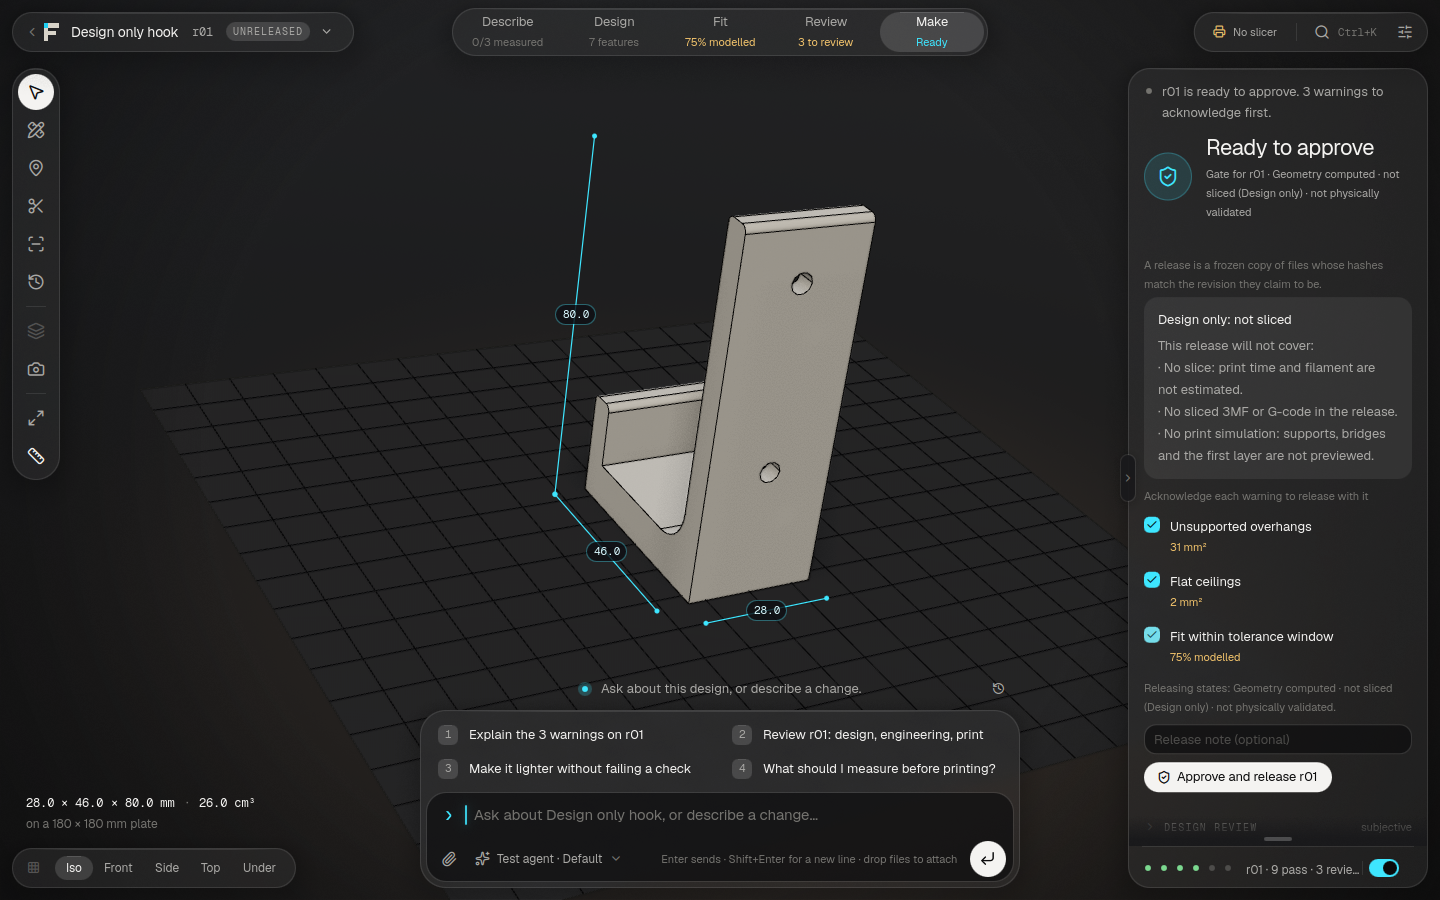 Design only hook r01 UNRELEASED
Describe
0/3 measured
Design
7 features
Fit
75% modelled
Review
3 to review
Make
Ready
No slicer
Ctrl+K
r01 is ready to approve. 3 warnings to
acknowledge first.
Ready to approve
Gate for r01 · Geometry computed · not
sliced (Design only) · not physically
validated
A release is a frozen copy of files whose hashes
match the revision they claim to be.
Design only: not sliced
This release will not cover:
· No slice: print time and filament are
not estimated.
· No sliced 3MF or G-code in the release.
· No print simulation: supports, bridges
and the first layer are not previewed.
Acknowledge each warning to release with it
Unsupported overhangs
31 mm²
Flat ceilings
2 mm²
Fit within tolerance window
75% modelled
Releasing states: Geometry computed · not sliced
(Design only) · not physically validated.
Release note (optional)
Approve and release r01
DESIGN REVIEW subjective
r01 · 9 pass · 3 revie...
80.0
46.0
28.0
Ask about this design, or describe a change.
1 Explain the 3 warnings on r01
2 Review r01: design, engineering, print
3 Make it lighter without failing a check
4 What should I measure before printing?
Ask about Design only hook, or describe a change...
Test agent · Default
Enter sends · Shift+Enter for a new line · drop files to attach
28.0 × 46.0 × 80.0 mm · 26.0 cm³
on a 180 × 180 mm plate
Iso Front Side Top Under